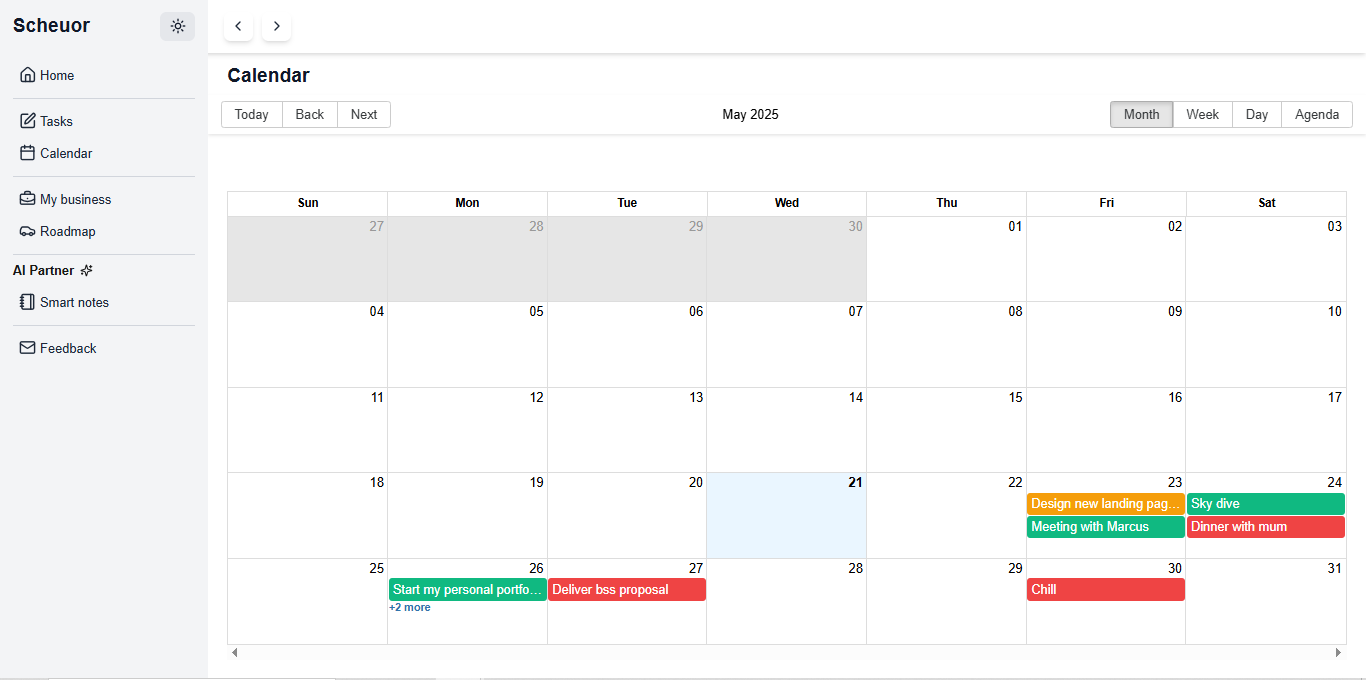 Scheuor
Home
Tasks
Calendar
My business
Roadmap
AI Partner
Smart notes
Feedback
Calendar
Today Back Next
May 2025
Month Week Day Agenda
Sun Mon Tue Wed Thu Fri Sat
27 28 29 30 01 02 03
04 05 06 07 08 09 10
11 12 13 14 15 16 17
18 19 20 21 22 23 24
Design new landing pag... Sky dive
Meeting with Marcus Dinner with mum
25 26 27 28 29 30 31
Start my personal portfo... Deliver bss proposal Chill
+2 more